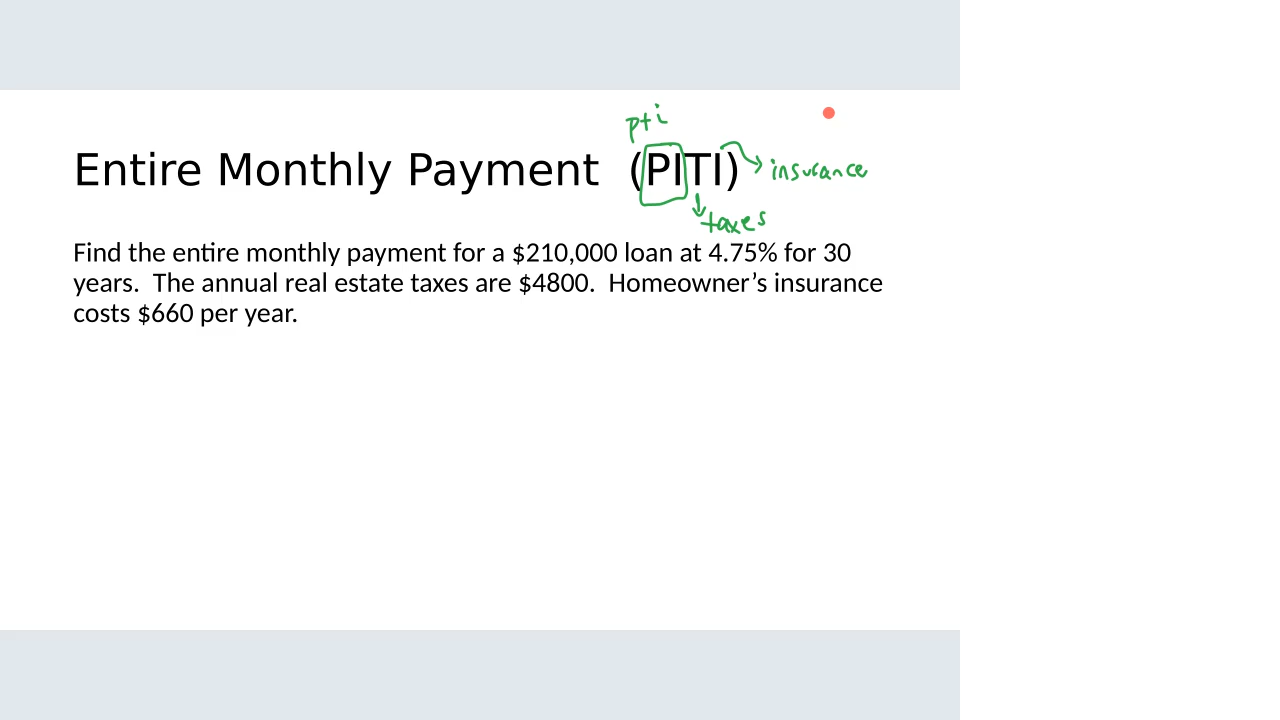 p+i
Entire Monthly Payment (PITI) insurance
taxes
Find the entire monthly payment for a $210,000 loan at 4.75% for 30
years. The annual real estate taxes are $4800. Homeowner’s insurance
costs $660 per year.